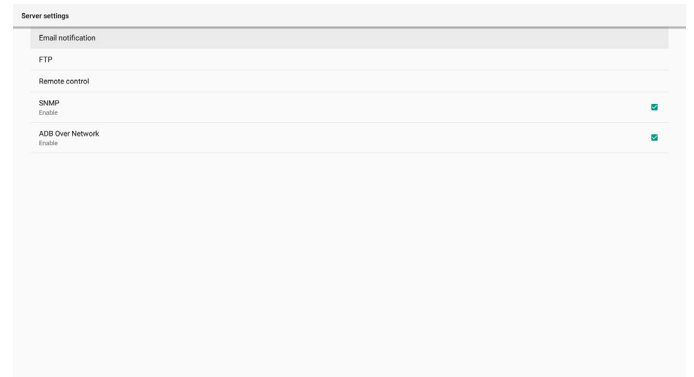 Server settings
Email notification
FTP
Remote control
SNMP
Enable
ADB Over Network
Enable